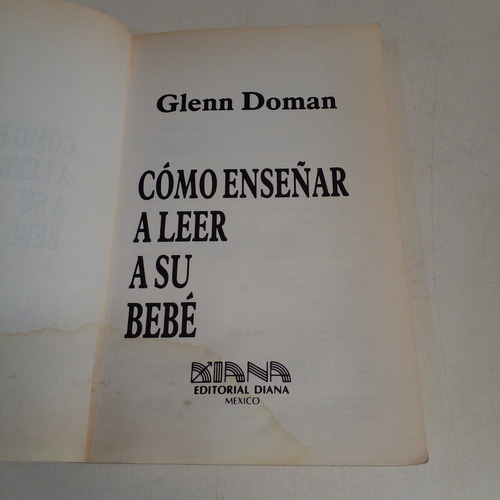 Glenn Doman
CÓMO ENSEÑAR
A LEER
A SU
BEBÉ
DIANA
EDITORIAL DIANA
MEXICO